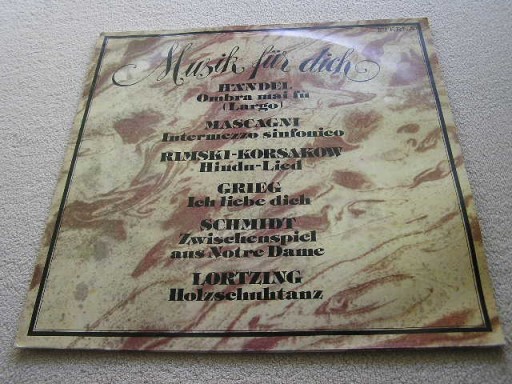 Musik für dich
HÄNDEL
Ombra mai fù
(Largo)
MASCAGNI
Intermezzo sinfonico
RIMSKI-KORSAKOW
Hindu-Lied
GRIEG
Ich liebe dich
SCHMIDT
Zwischenspiel
aus Notre Dame
LORTZING
Holzschuhtanz